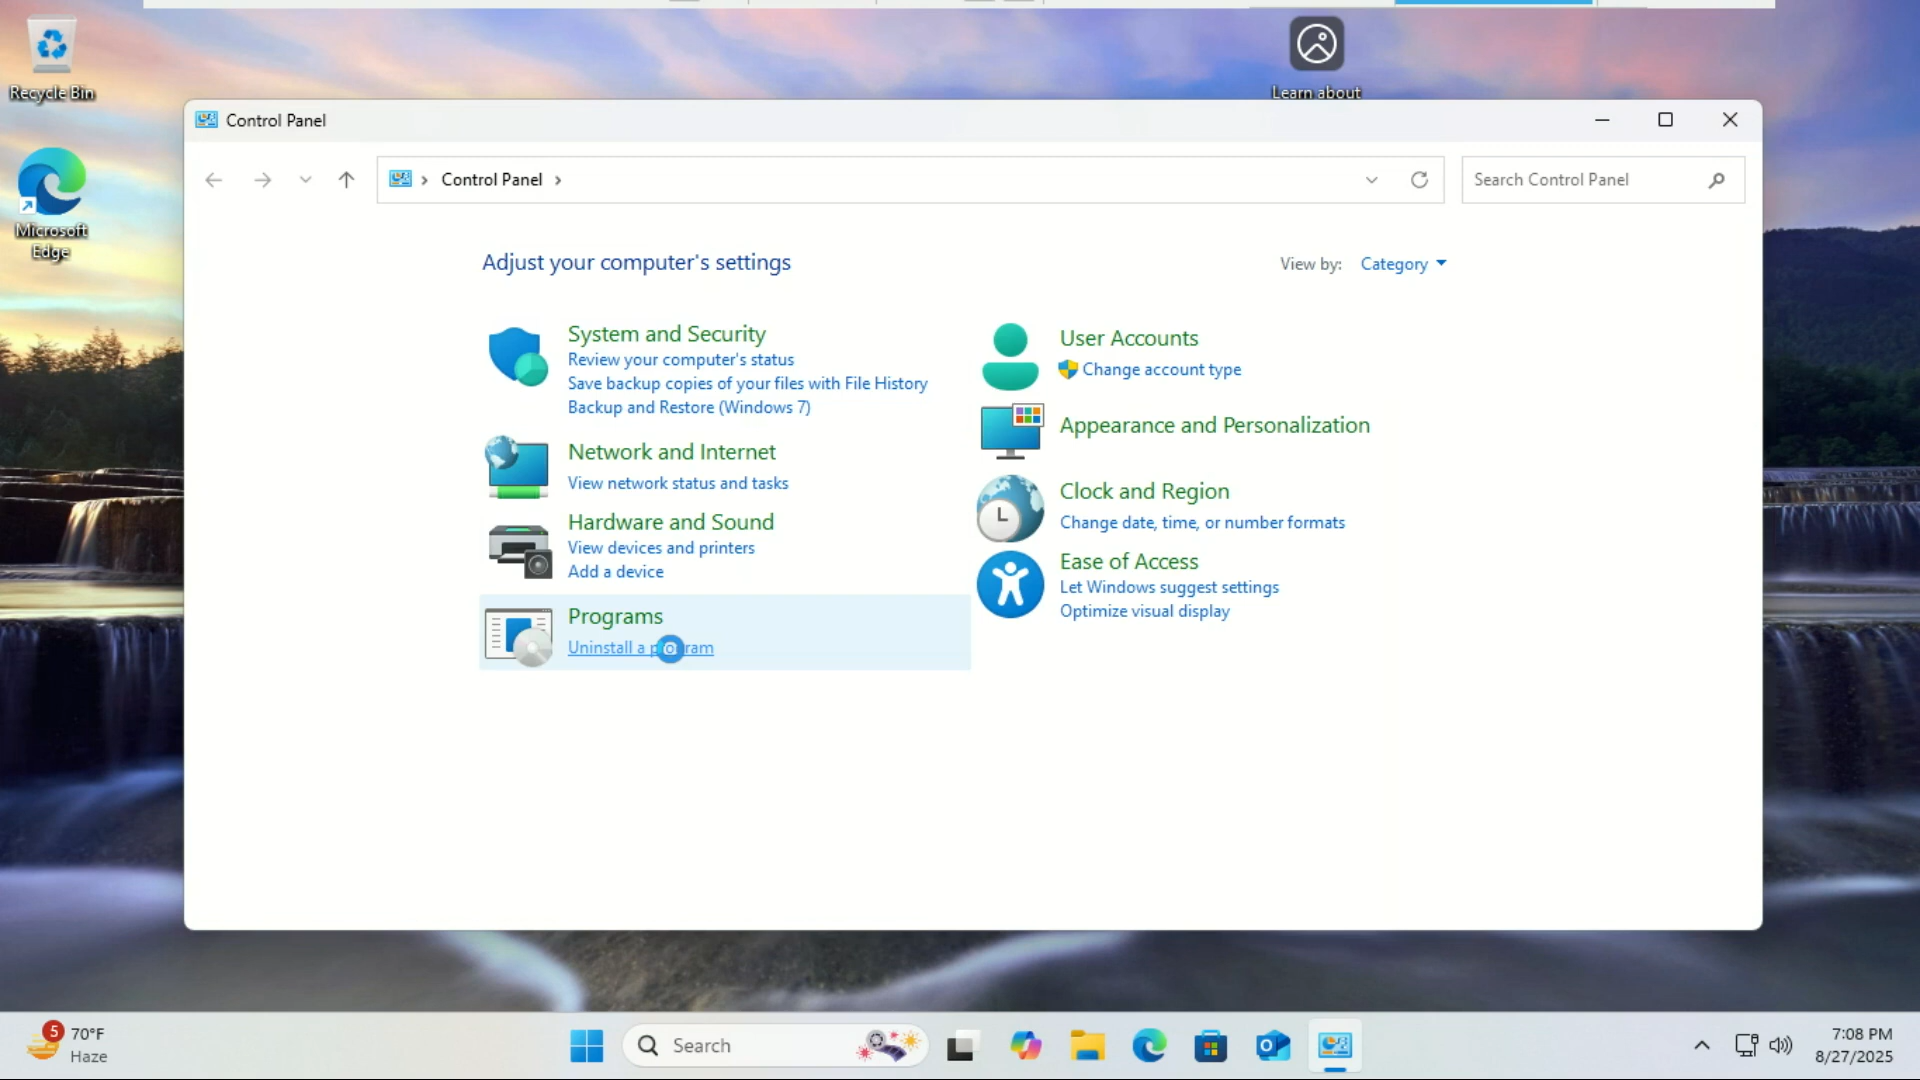 Recycle Bin
Microsoft
Edge
Learn about
Control Panel
Control Panel
Search Control Panel
Adjust your computer's settings
View by: Category
System and Security
Review your computer's status
Save backup copies of your files with File History
Backup and Restore (Windows 7)
Network and Internet
View network status and tasks
Hardware and Sound
View devices and printers
Add a device
Programs
Uninstall a program
User Accounts
Change account type
Appearance and Personalization
Clock and Region
Change date, time, or number formats
Ease of Access
Let Windows suggest settings
Optimize visual display
5
70°F
Haze
Search
7:08 PM
8/27/2025